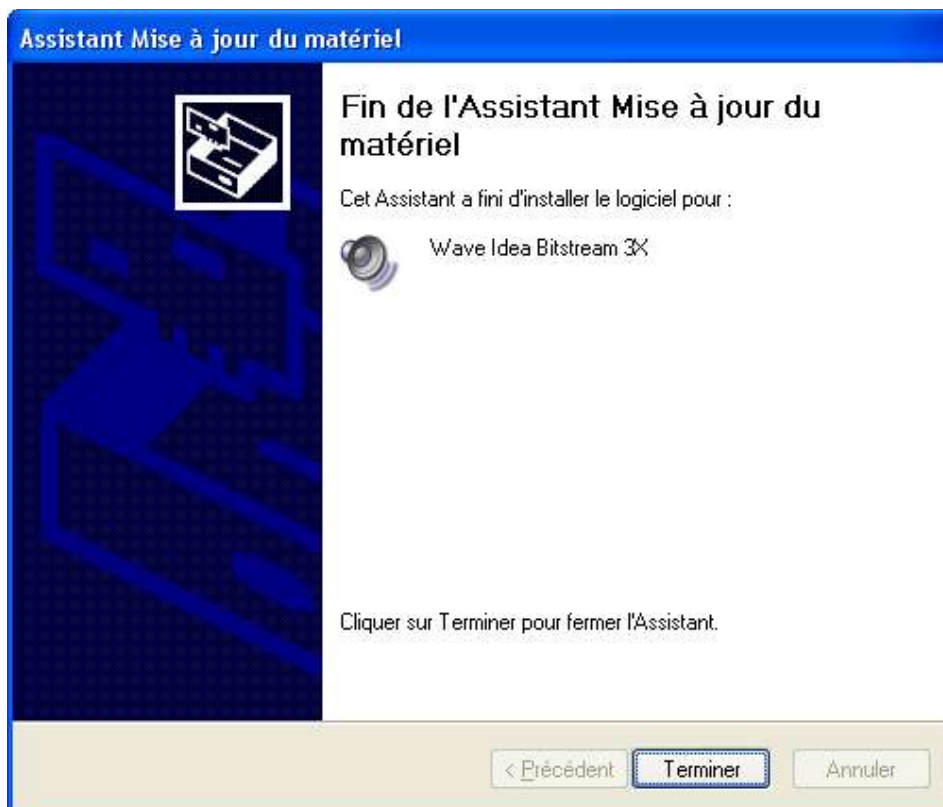 Assistant Mise à jour du matériel
Fin de l'Assistant Mise à jour du
matériel
Cet Assistant a fini d'installer le logiciel pour :
Wave Idea Bitstream 3X
Cliquer sur Terminer pour fermer l'Assistant.
< Précédent
Terminer
Annuler